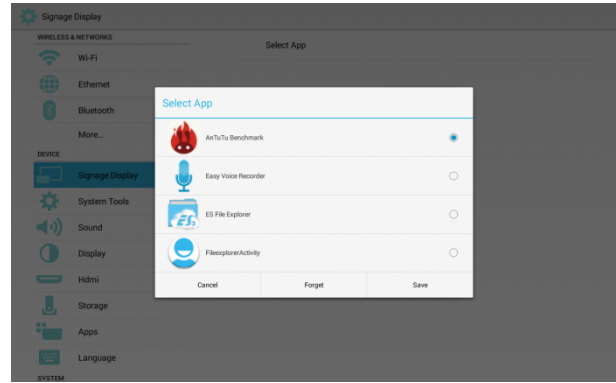 Signage Display
WIRELESS & NETWORKS
Select App
Wi-Fi
Ethernet
Bluetooth
More...
DEVICE
Signage Display
System Tools
Sound
Display
Hdmi
Storage
Apps
Language
SYSTEM
Select App
AnTuTu Benchmark
Easy Voice Recorder
ES File Explorer
FileexplorerActivity
Cancel
Forget
Save